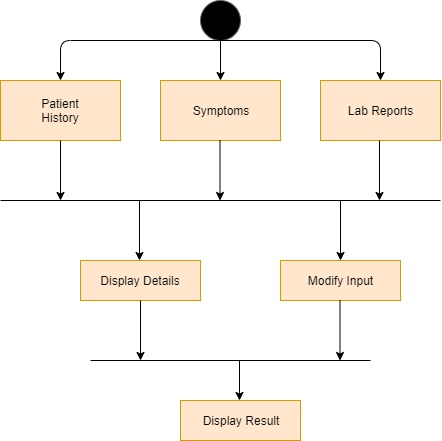 Patient
History
Symptoms
Lab Reports
Display Details
Modify Input
Display Result